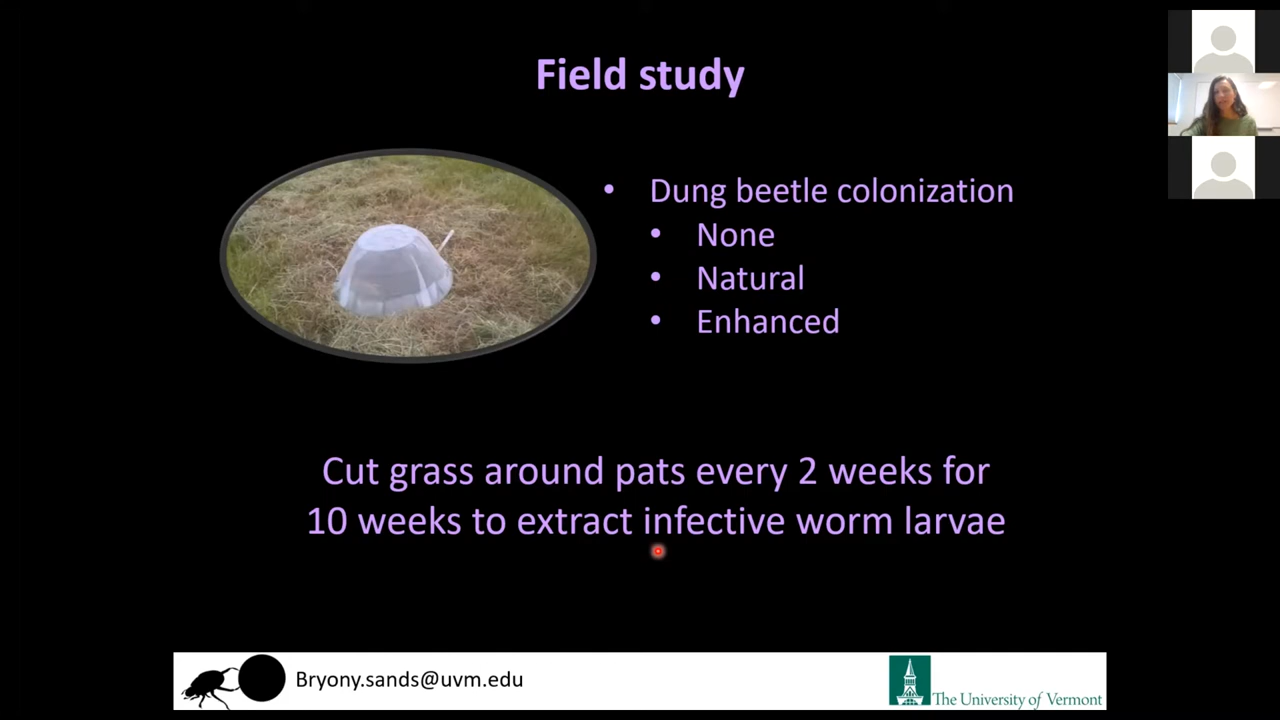 Field study
• Dung beetle colonization
• None
• Natural
• Enhanced
Cut grass around pats every 2 weeks for
10 weeks to extract infective worm larvae
Bryony.sands@uvm.edu
The University of Vermont